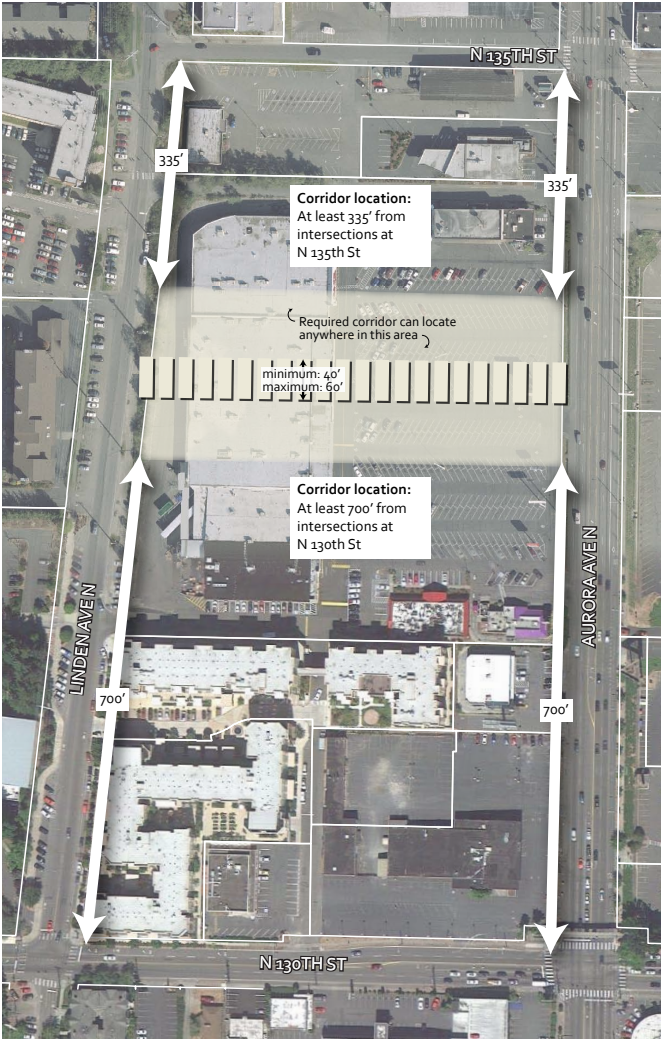 N 135TH ST
335'
335'
Corridor location:
At least 335' from
intersections at
N 135th St
Required corridor can locate
anywhere in this area
minimum: 40'
maximum: 60'
Corridor location:
At least 700' from
intersections at
N 130th St
LINDEN AVE N
AURORA AVE N
700'
700'
N 130TH ST